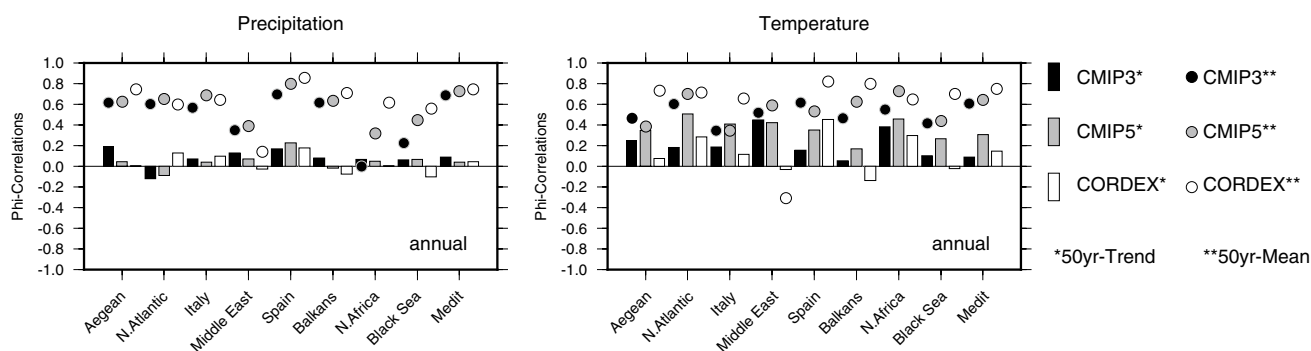 Precipitation
Phi-Correlations
1.0
0.8
0.6
0.4
0.2
0.0
-0.2
-0.4
-0.6
-0.8
-1.0
annual
Aegean
N.Atlantic
Italy
Middle East
Spain
Balkans
N.Africa
Black Sea
Medit
Temperature
Phi-Correlations
1.0
0.8
0.6
0.4
0.2
0.0
-0.2
-0.4
-0.6
-0.8
-1.0
annual
Aegean
N.Atlantic
Italy
Middle East
Spain
Balkans
N.Africa
Black Sea
Medit
CMIP3* CMIP3**
CMIP5* CMIP5**
CORDEX* CORDEX**
*50yr-Trend **50yr-Mean